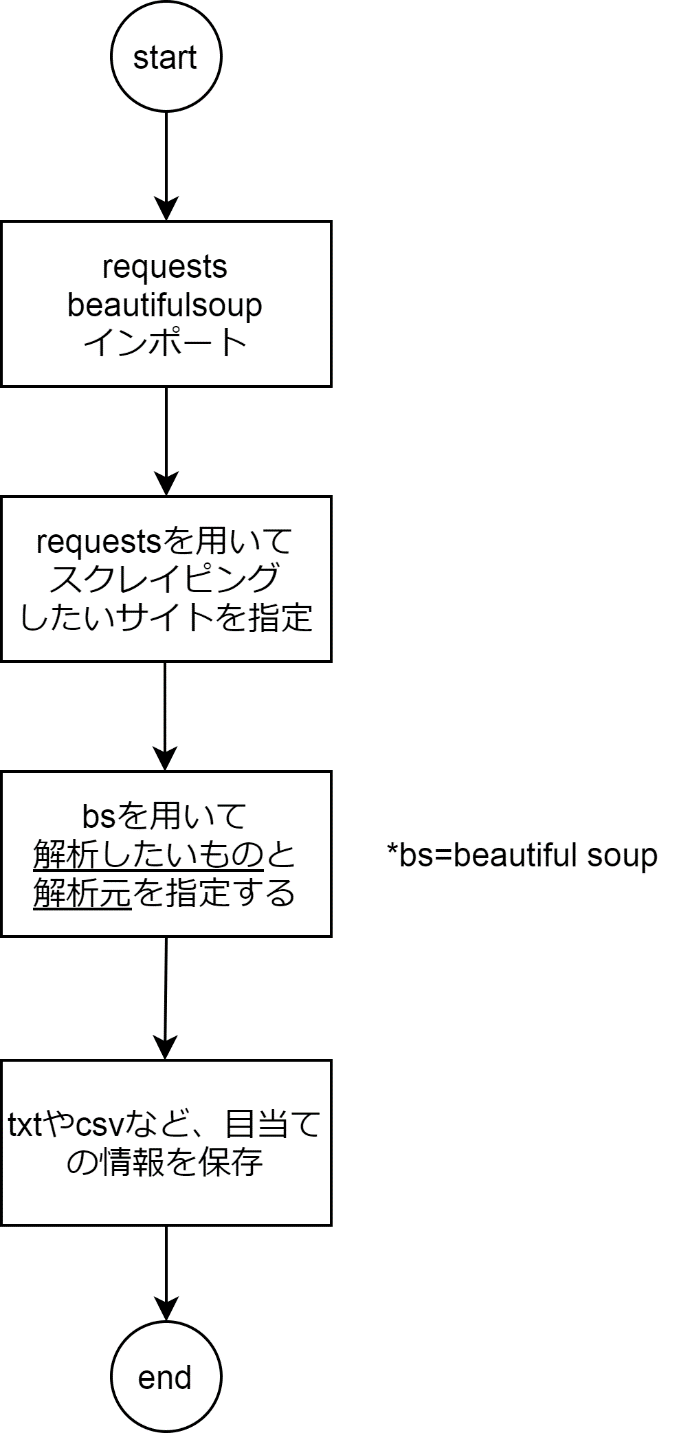 start
requests
beautifulsoup
インポート
requestsを用いて
スクレイピング
したいサイトを指定
bsを用いて
解析したいものと
解析元を指定する
*bs=beautiful soup
txtやcsvなど、目当て
の情報を保存
end